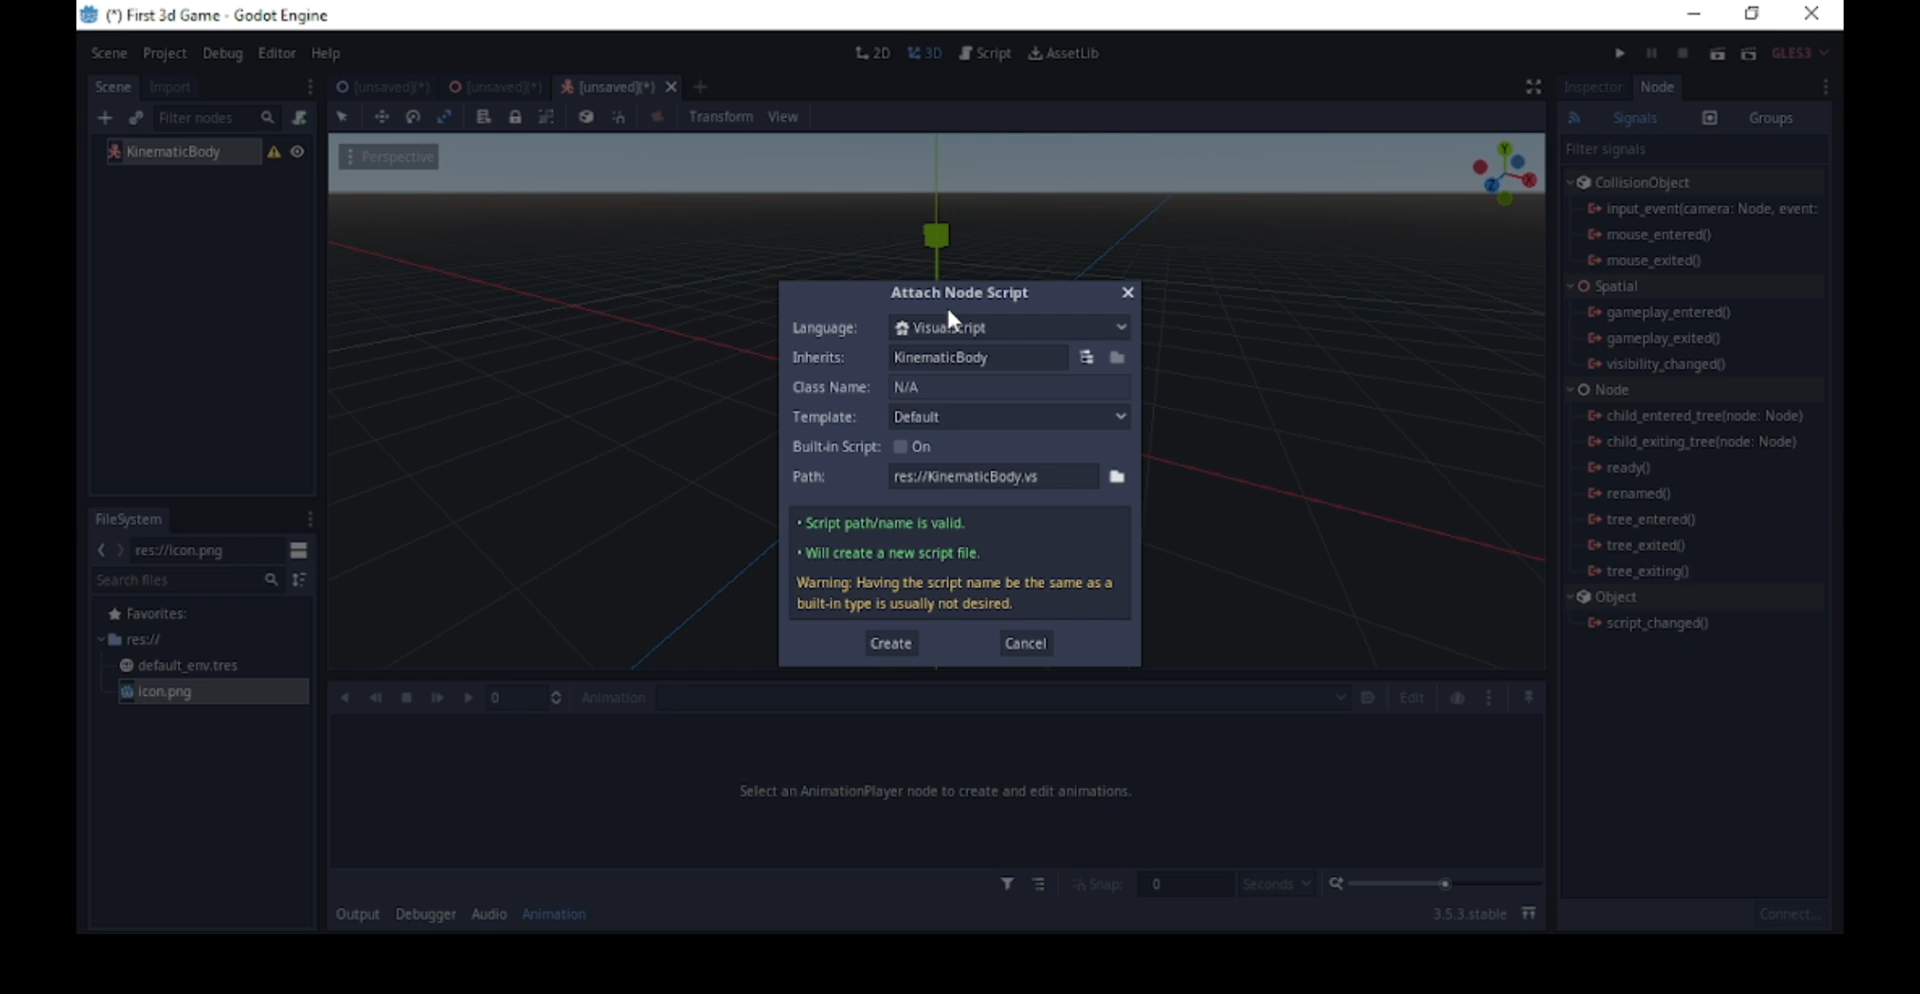 (*) First 3d Game - Godot Engine
Scene Project Debug Editor Help
2D 3D Script AssetLib
GLES3
Scene Import
[unsaved](*) [unsaved](*) [unsaved](*)
Inspector Node
Filter nodes
Transform View
Signals Groups
KinematicBody
Perspective
Y
X
Z
Filter signals
CollisionObject
input_event(camera: Node, event:
mouse_entered()
mouse_exited()
Spatial
gameplay_entered()
gameplay_exited()
visibility_changed()
Node
child_entered_tree(node: Node)
child_exiting_tree(node: Node)
ready()
renamed()
tree_entered()
tree_exited()
tree_exiting()
Object
script_changed()
Attach Node Script
Language: VisualScript
Inherits: KinematicBody
Class Name: N/A
Template: Default
Built-in Script: On
Path: res://KinematicBody.vs
• Script path/name is valid.
• Will create a new script file.
Warning: Having the script name be the same as a
built-in type is usually not desired.
Create Cancel
FileSystem
res://icon.png
Search files
Favorites:
res://
default_env.tres
icon.png
0 Animation Edit
Select an AnimationPlayer node to create and edit animations.
Snap: 0 Seconds
Output Debugger Audio Animation
3.5.3.stable
Connect...